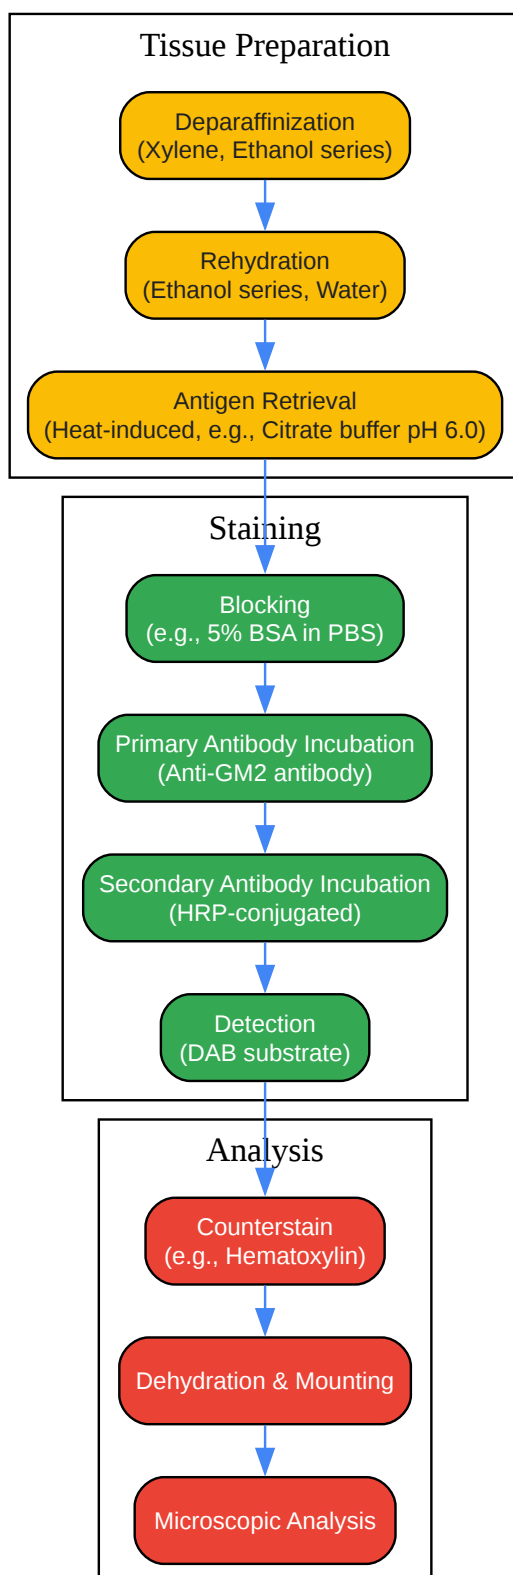 Tissue Preparation
Deparaffinization
(Xylene, Ethanol series)
Rehydration
(Ethanol series, Water)
Antigen Retrieval
(Heat-induced, e.g., Citrate buffer pH 6.0)
Staining
Blocking
(e.g., 5% BSA in PBS)
Primary Antibody Incubation
(Anti-GM2 antibody)
Secondary Antibody Incubation
(HRP-conjugated)
Detection
(DAB substrate)
Analysis
Counterstain
(e.g., Hematoxylin)
Dehydration & Mounting
Microscopic Analysis